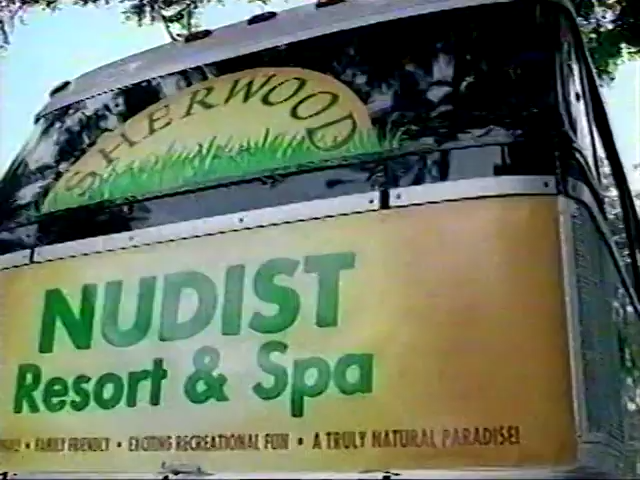 SHERWOOD
NUDIST
Resort & Spa
• FAMILY FRIENDLY • EXCITING RECREATIONAL FUN • A TRULY NATURAL PARADISE!